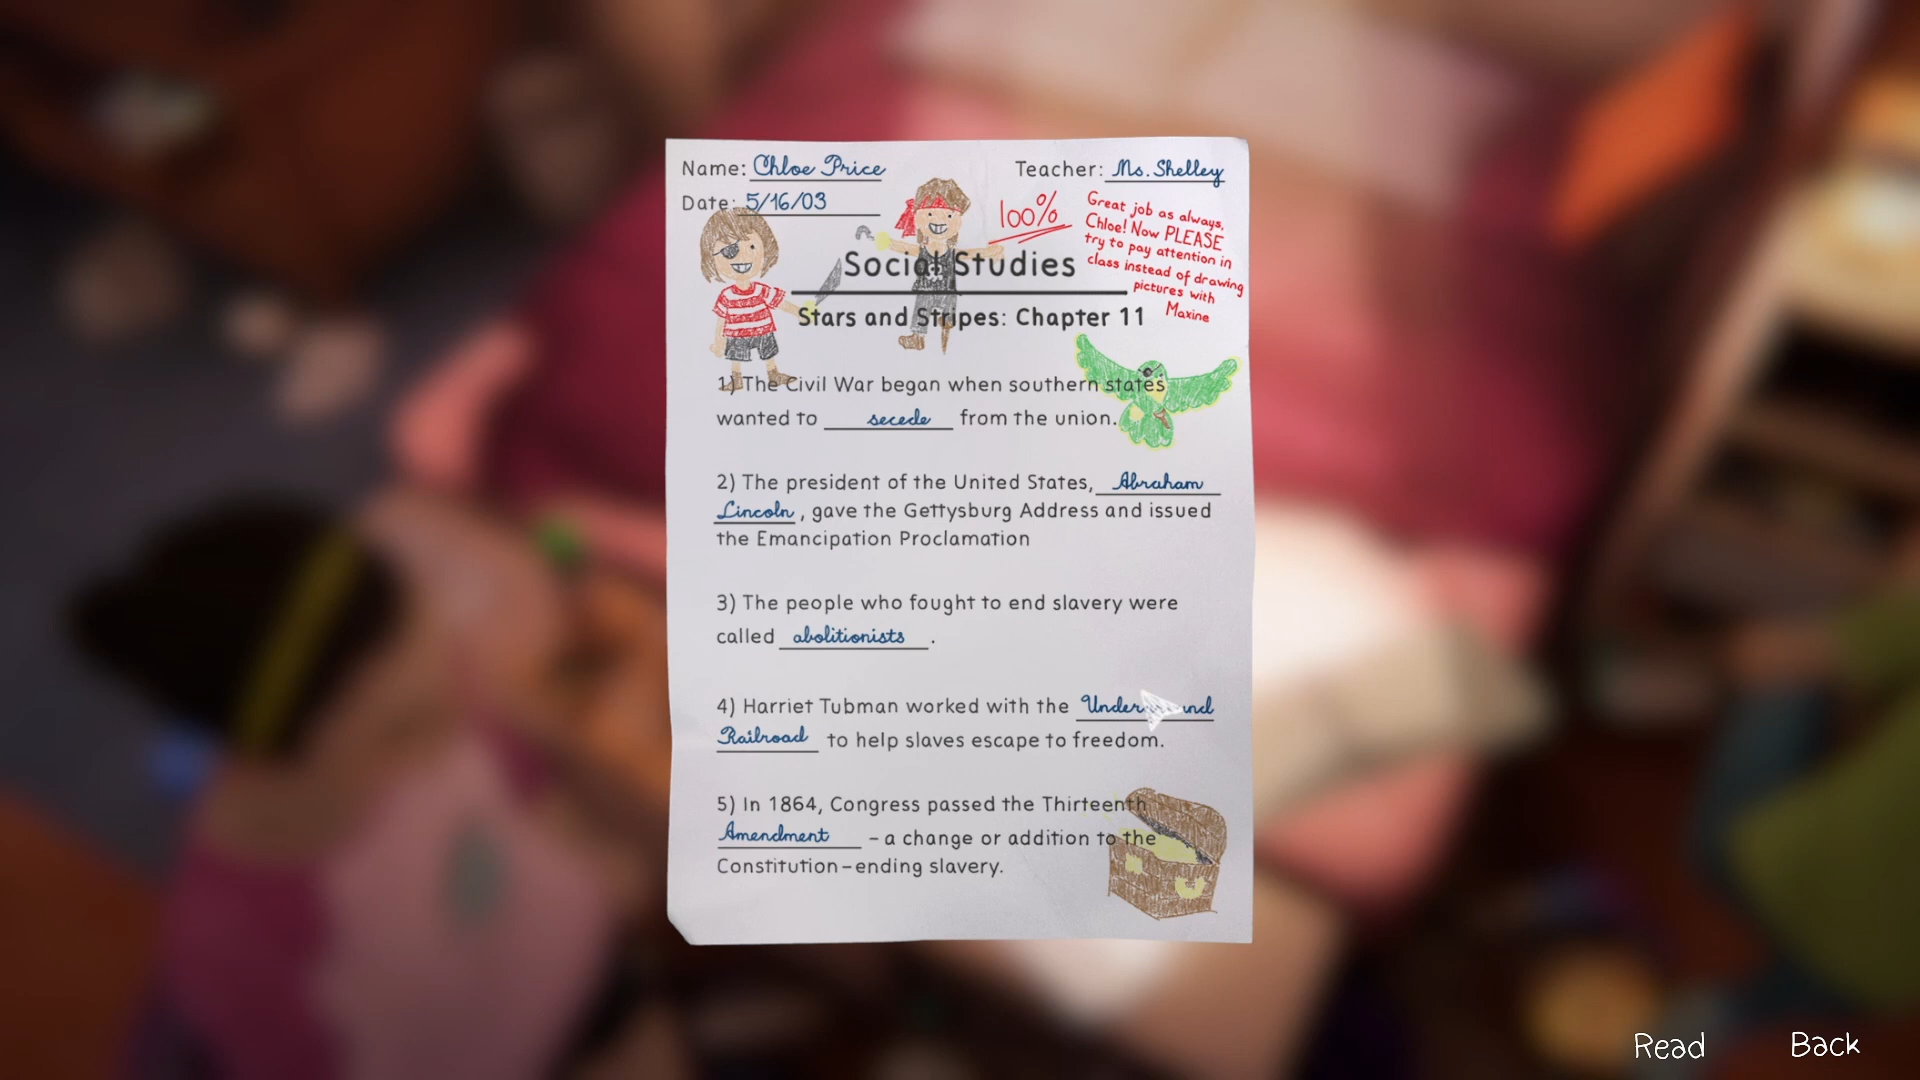 Name: Chloe Price
Teacher: Ms. Shelley
Date: 5/16/03
100%
Great job as always,
Chloe! Now PLEASE
try to pay attention in
class instead of drawing
pictures with
Maxine
Social Studies
Stars and Stripes: Chapter 11
1) The Civil War began when southern states
wanted to secede from the union.
2) The president of the United States, Abraham
Lincoln, gave the Gettysburg Address and issued
the Emancipation Proclamation
3) The people who fought to end slavery were
called abolitionists.
4) Harriet Tubman worked with the Underground
Railroad to help slaves escape to freedom.
5) In 1864, Congress passed the Thirteenth
Amendment - a change or addition to the
Constitution-ending slavery.
Read
Back